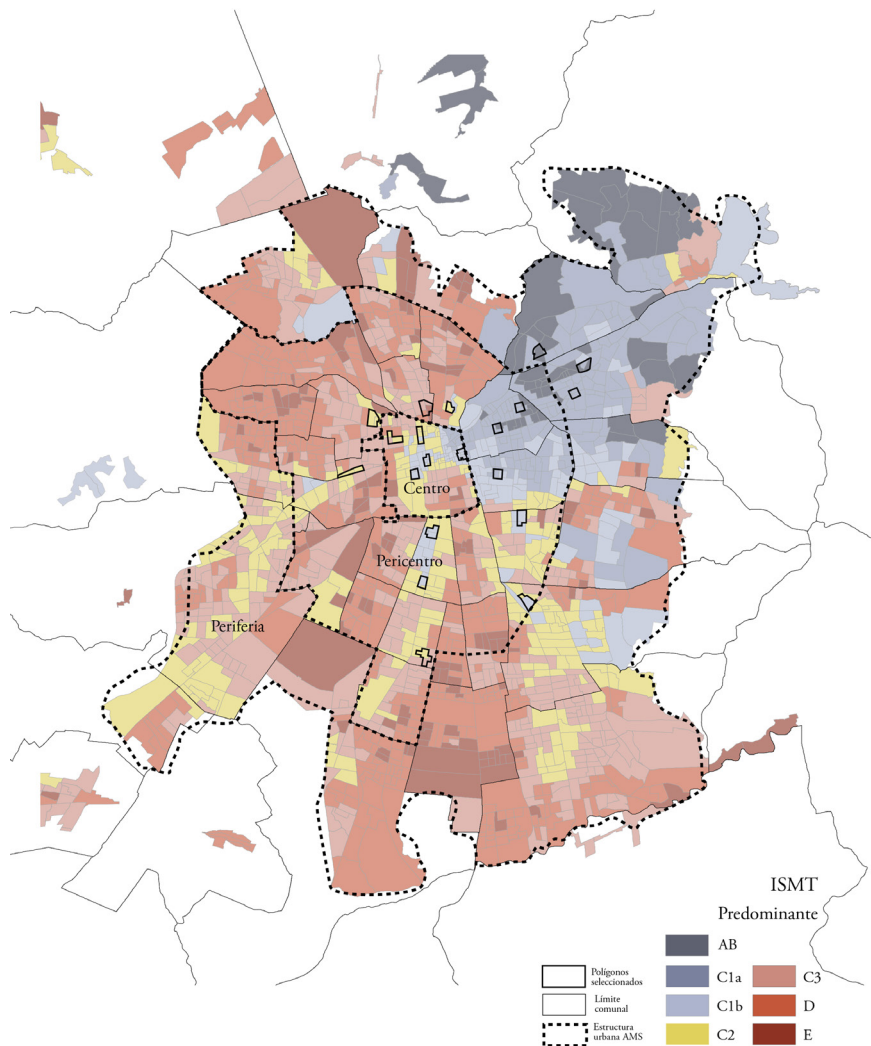 Centro
Pericentro
Periferia
ISMT
Predominante
AB
Polígonos
seleccionados
C1a
C3
Límite
comunal
C1b
D
Estructura
urbana AMS
C2
E